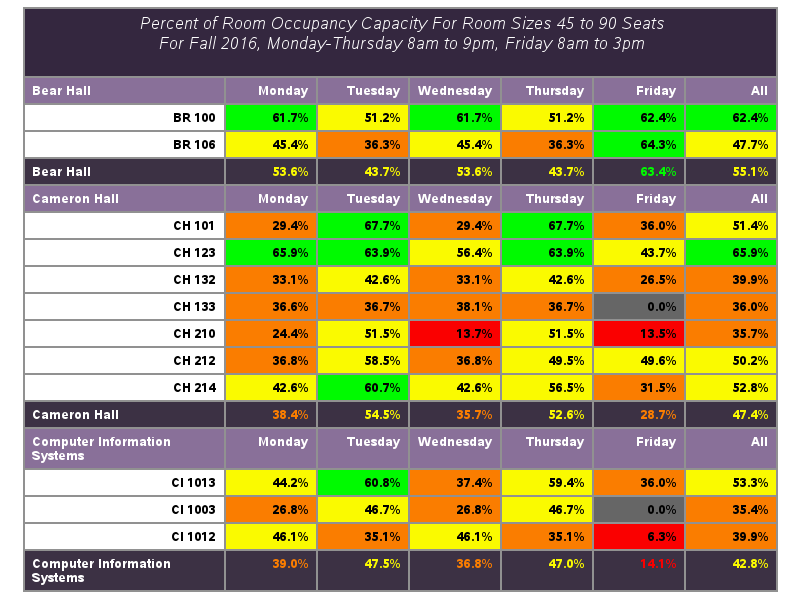 Percent of Room Occupancy Capacity For Room Sizes 45 to 90 Seats
For Fall 2016, Monday-Thursday 8am to 9pm, Friday 8am to 3pm
Bear Hall Monday Tuesday Wednesday Thursday Friday All
BR 100 61.7% 51.2% 61.7% 51.2% 62.4% 62.4%
BR 106 45.4% 36.3% 45.4% 36.3% 64.3% 47.7%
Bear Hall 53.6% 43.7% 53.6% 43.7% 63.4% 55.1%
Cameron Hall Monday Tuesday Wednesday Thursday Friday All
CH 101 29.4% 67.7% 29.4% 67.7% 36.0% 51.4%
CH 123 65.9% 63.9% 56.4% 63.9% 43.7% 65.9%
CH 132 33.1% 42.6% 33.1% 42.6% 26.5% 39.9%
CH 133 36.6% 36.7% 38.1% 36.7% 0.0% 36.0%
CH 210 24.4% 51.5% 13.7% 51.5% 13.5% 35.7%
CH 212 36.8% 58.5% 36.8% 49.5% 49.6% 50.2%
CH 214 42.6% 60.7% 42.6% 56.5% 31.5% 52.8%
Cameron Hall 38.4% 54.5% 35.7% 52.6% 28.7% 47.4%
Computer Information Monday Tuesday Wednesday Thursday Friday All
Systems
CI 1013 44.2% 60.8% 37.4% 59.4% 36.0% 53.3%
CI 1003 26.8% 46.7% 26.8% 46.7% 0.0% 35.4%
CI 1012 46.1% 35.1% 46.1% 35.1% 6.3% 39.9%
Computer Information 39.0% 47.5% 36.8% 47.0% 14.1% 42.8%
Systems